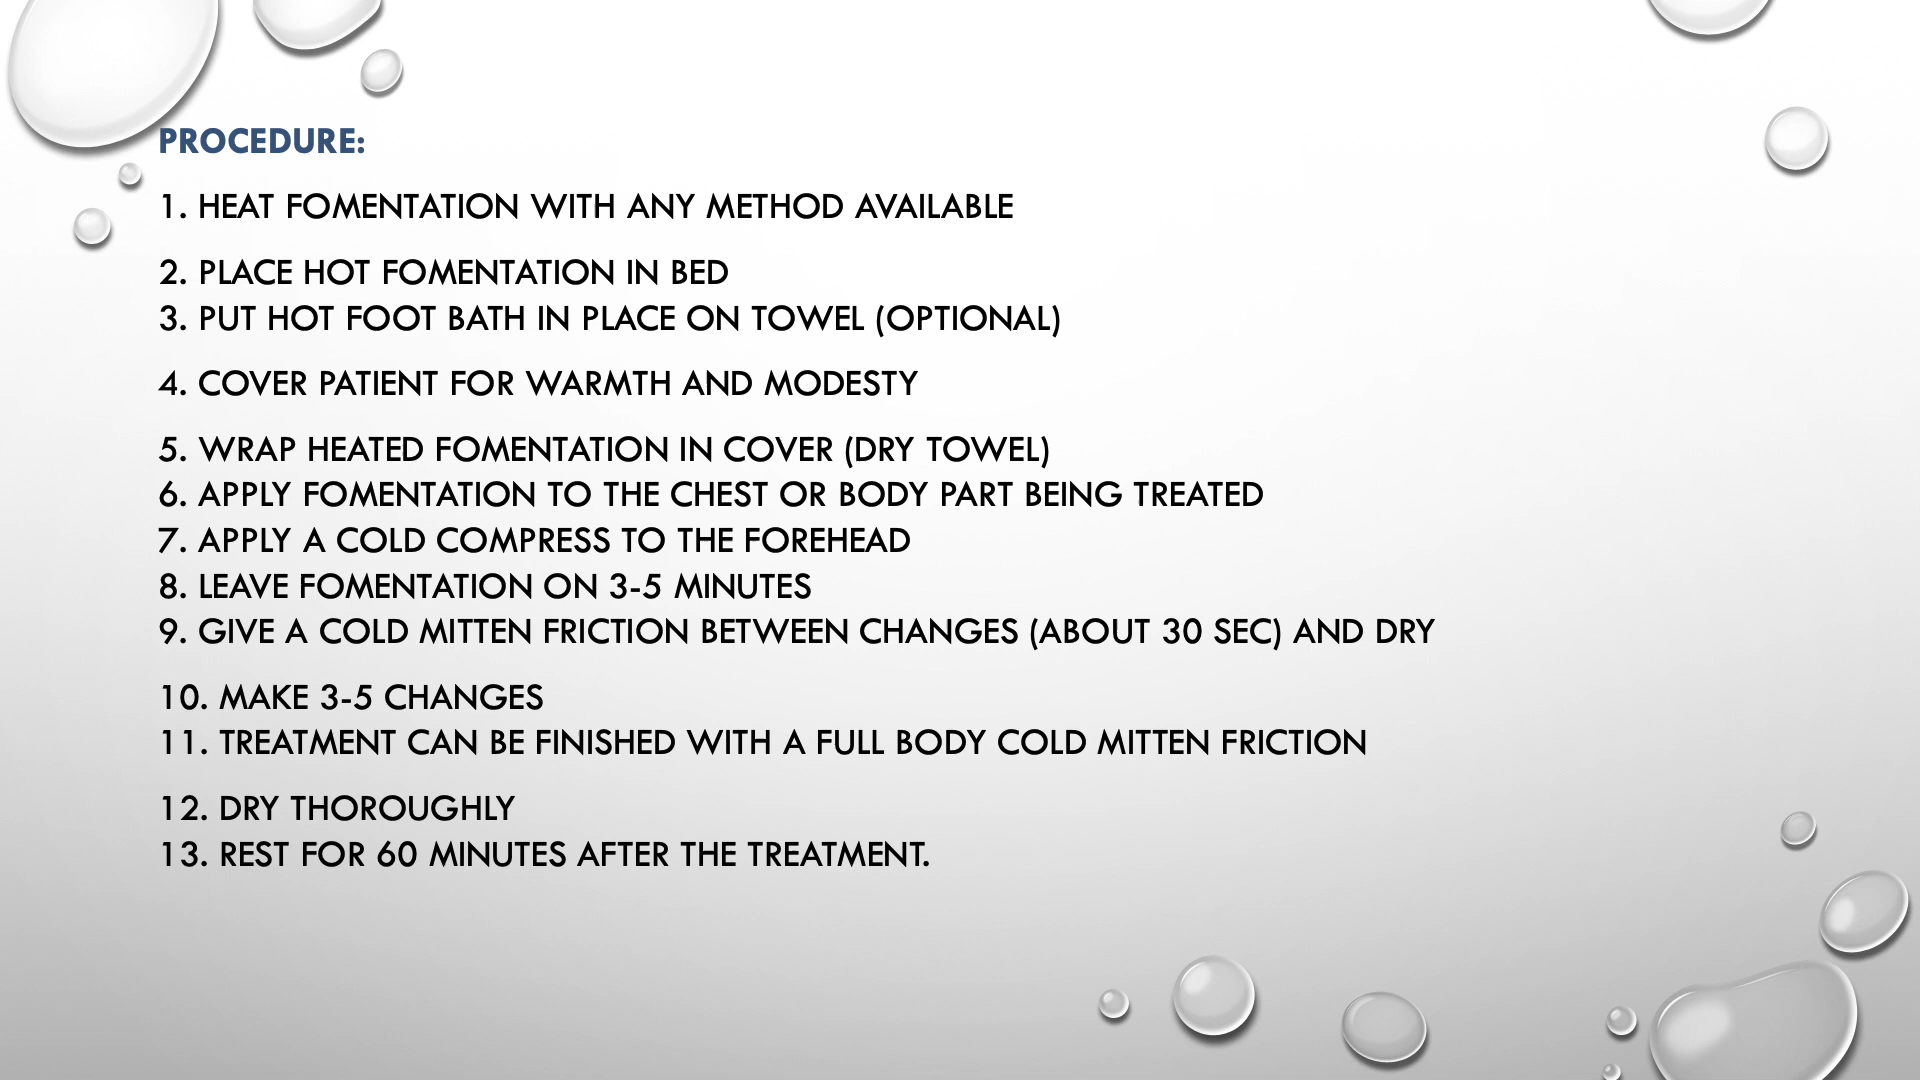 PROCEDURE:
1. HEAT FOMENTATION WITH ANY METHOD AVAILABLE
2. PLACE HOT FOMENTATION IN BED
3. PUT HOT FOOT BATH IN PLACE ON TOWEL (OPTIONAL)
4. COVER PATIENT FOR WARMTH AND MODESTY
5. WRAP HEATED FOMENTATION IN COVER (DRY TOWEL)
6. APPLY FOMENTATION TO THE CHEST OR BODY PART BEING TREATED
7. APPLY A COLD COMPRESS TO THE FOREHEAD
8. LEAVE FOMENTATION ON 3-5 MINUTES
9. GIVE A COLD MITTEN FRICTION BETWEEN CHANGES (ABOUT 30 SEC) AND DRY
10. MAKE 3-5 CHANGES
11. TREATMENT CAN BE FINISHED WITH A FULL BODY COLD MITTEN FRICTION
12. DRY THOROUGHLY
13. REST FOR 60 MINUTES AFTER THE TREATMENT.